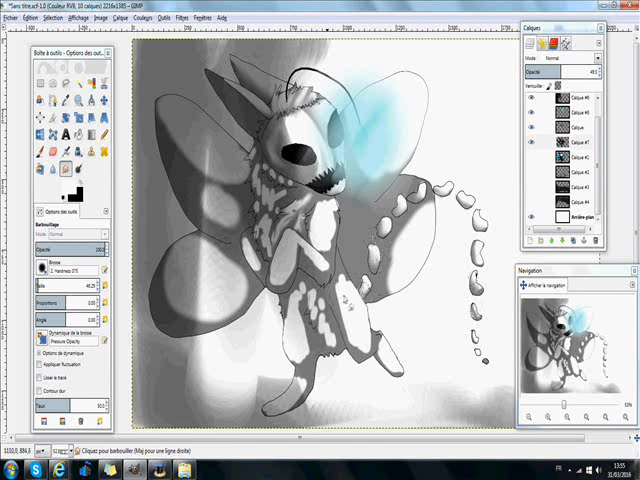 *Sans titre.xcf-1.0 (Couleur RVB, 10 calques) 2216x1385 – GIMP
Fichier Édition Sélection Affichage Image Calque Couleurs Outils Filtres Fenêtres Aide
Boîte à outils - Options des out...
Options des outils
Barbouillage
Mode : Normal
Opacité 100,0
Brosse
2. Hardness 075
Taille
Proportions 0,00
Angle 0,00
Dynamique de la brosse
Pressure Opacity
Options de dynamique
Appliquer fluctuation
Lisser le tracé
Contour dur
Taux 50,0
Calques
Mode : Normal
Opacité 49,5
Verrouiller :
Calque #6
Calque #5
Calque
Calque #7
Calque #2
Calque #3
Calque #4
Arrière-plan
Navigation
Afficher la navigation
Cliquez pour barbouiller (Maj pour une ligne droite)
FR
13:55
31/03/2016